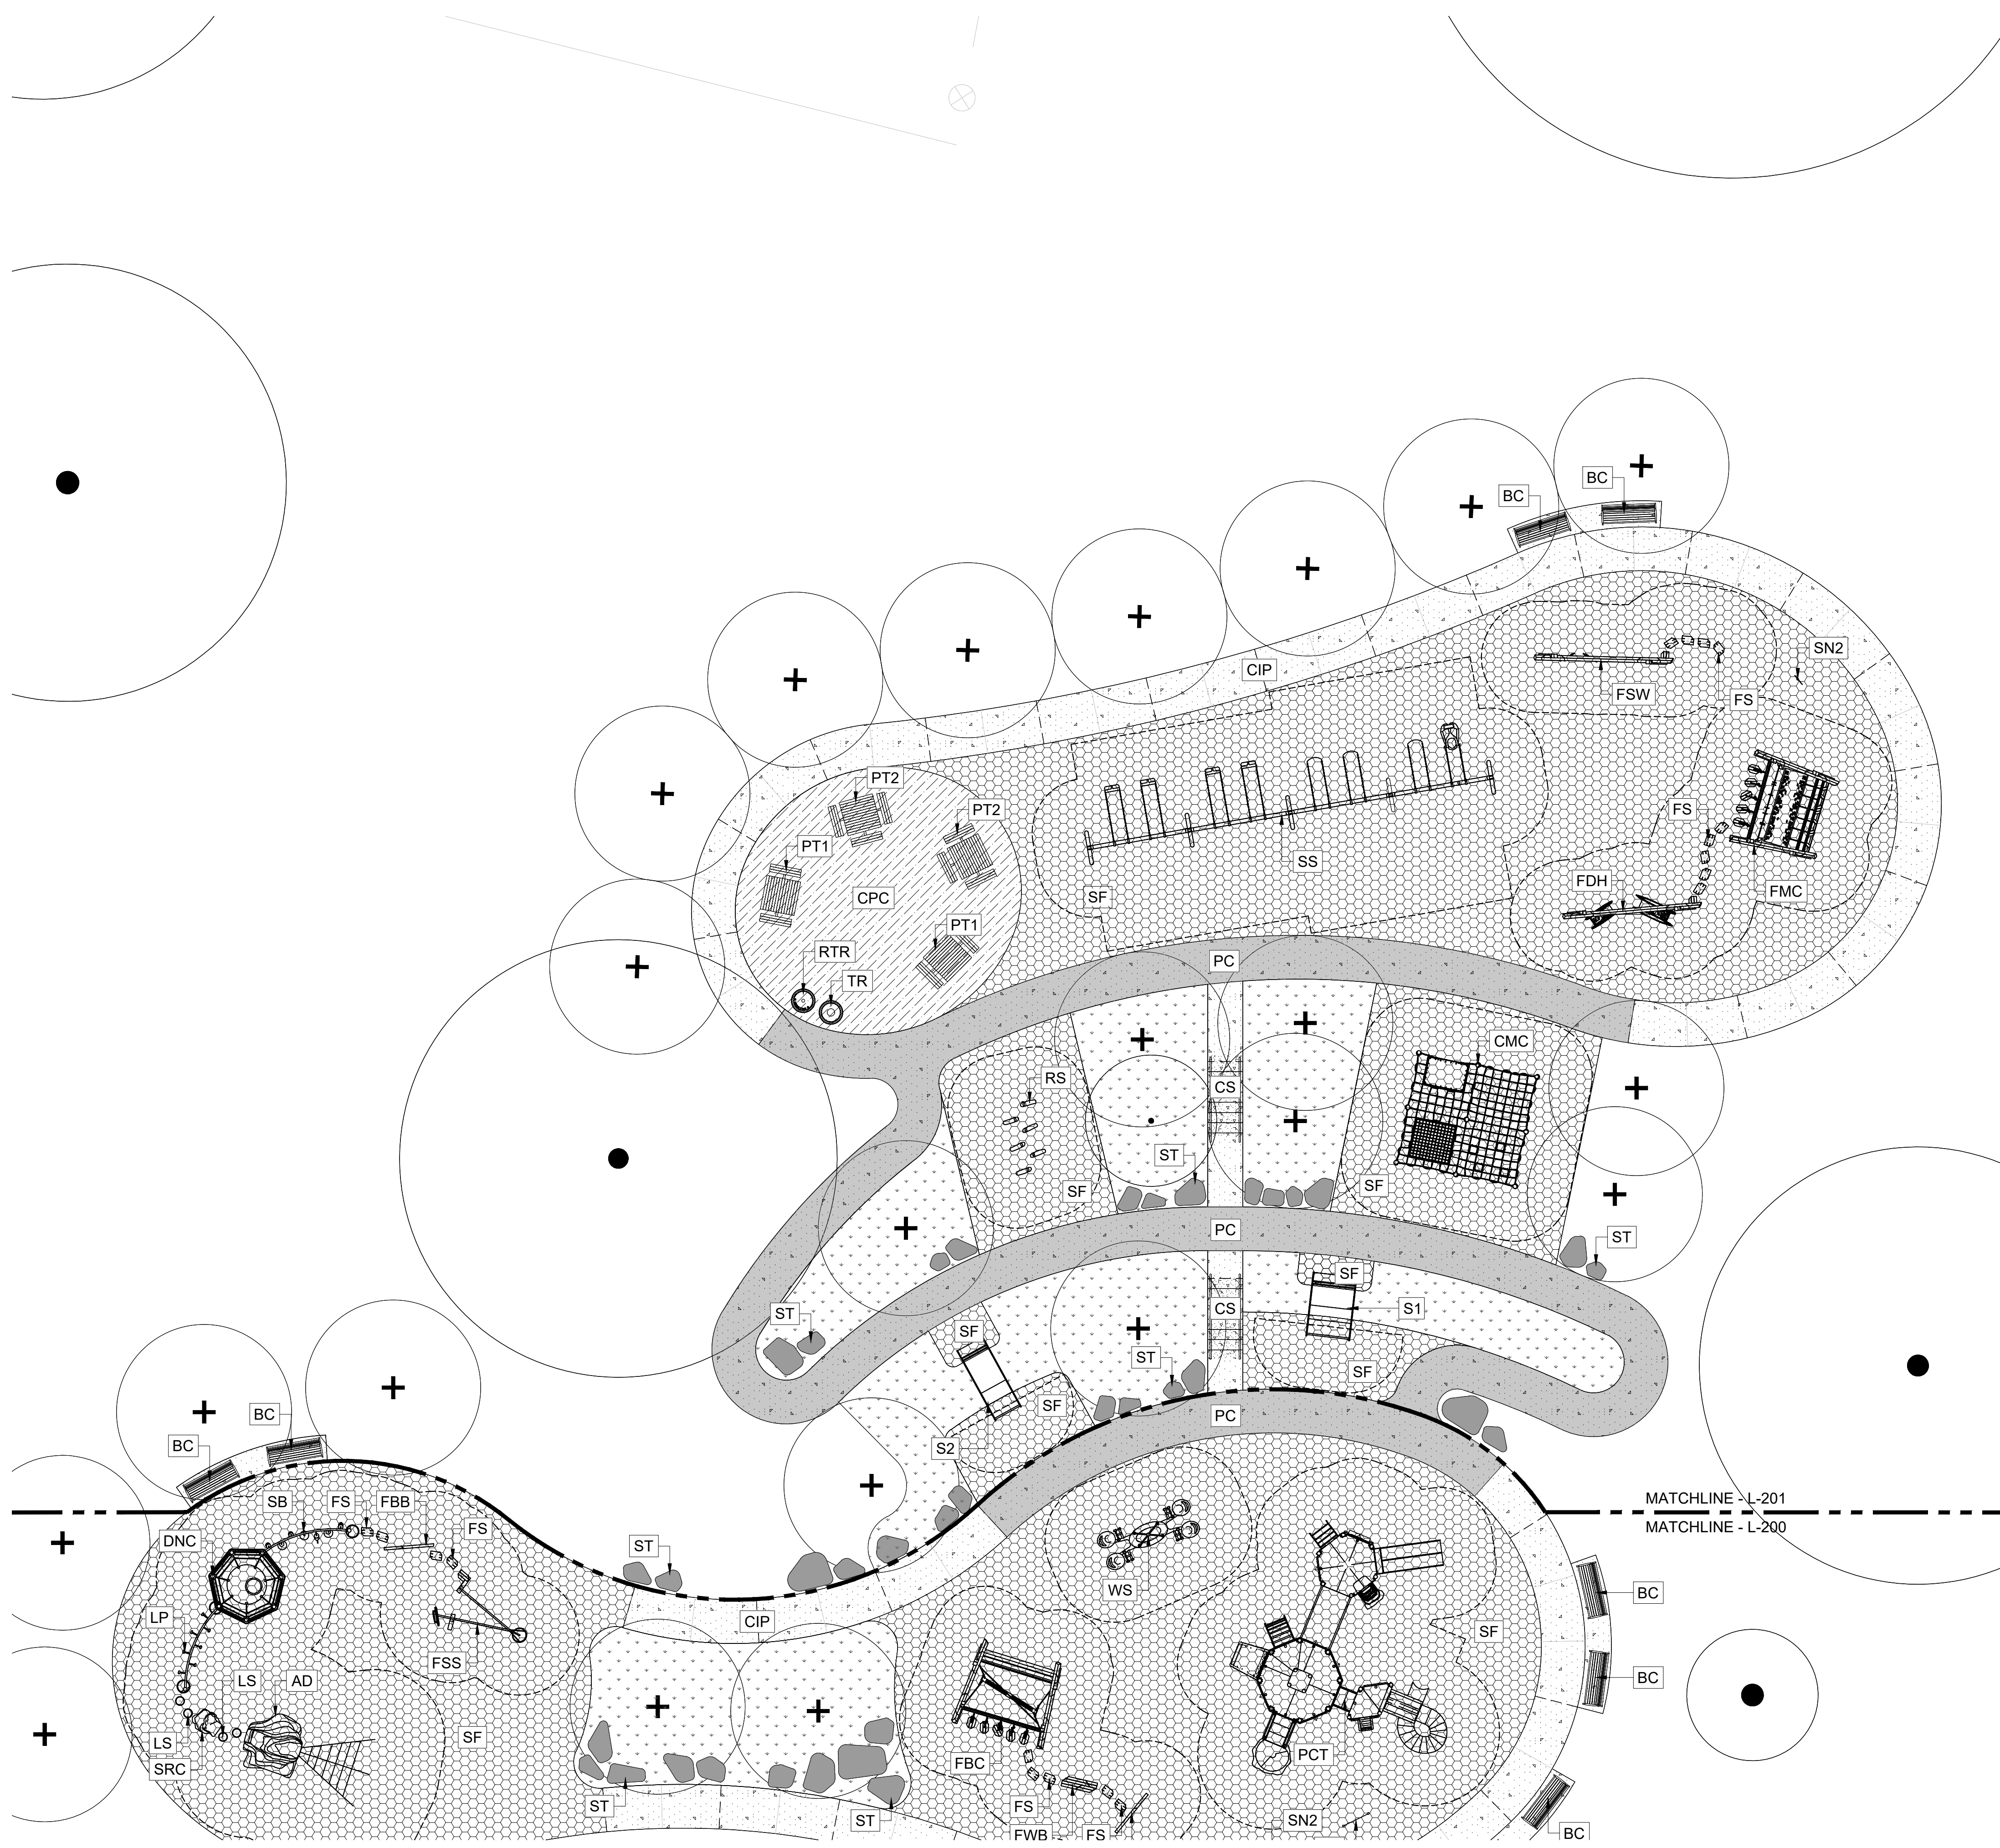 BC
BC
CIP
SN2
FSW
FS
PT2
PT2
FS
PT1
SS
FDH
FMC
SF
CPC
PT1
RTR
TR
PC
CMC
RS
CS
ST
SF
SF
PC
ST
SF
CS
S1
ST
SF
ST
SF
SF
BC
PC
BC
S2
MATCHLINE - L-201
SB
FS
FBB
FS
MATCHLINE - L-200
DNC
ST
WS
BC
LP
CIP
SF
FSS
BC
LS
AD
SF
LS
PCT
FBC
SRC
ST
FS
ST
SN2
FWB
FS
BC